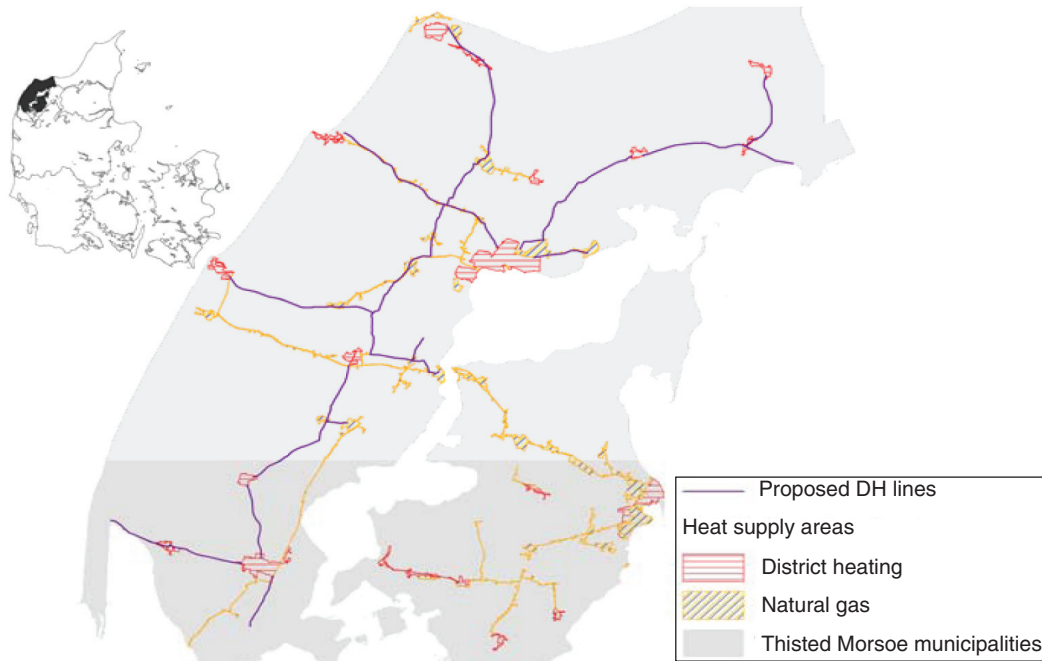 Proposed DH lines
Heat supply areas
District heating
Natural gas
Thisted Morsoe municipalities